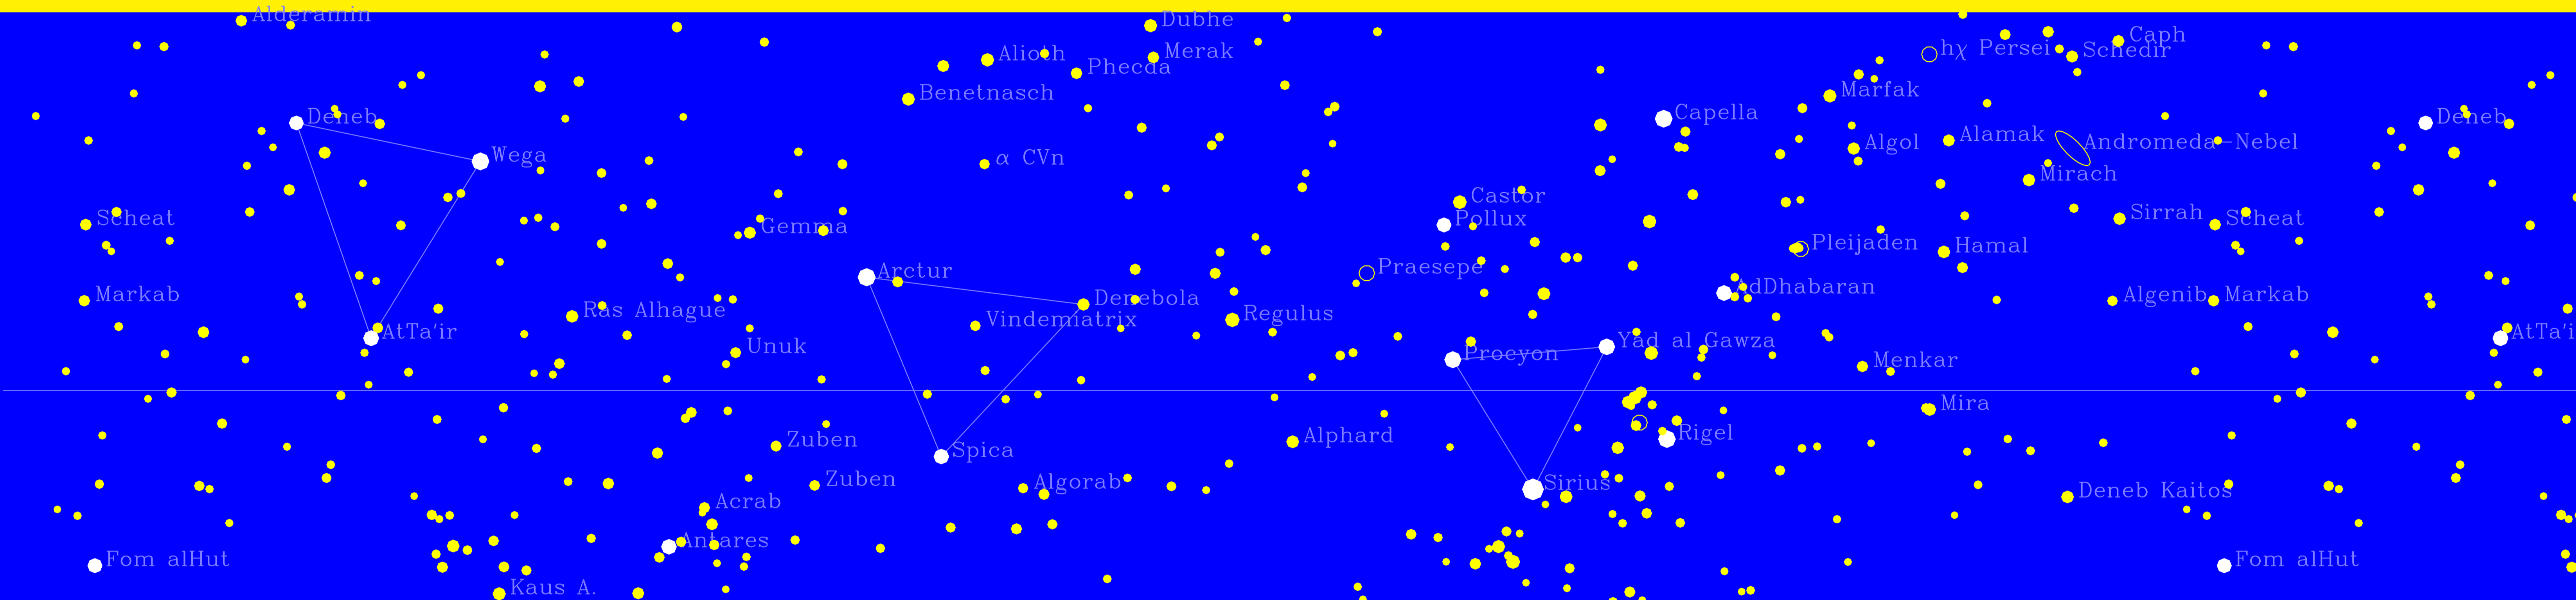 Alderamin
Dubhe
Caph
Alioth
Merak
hχ Persei
Schedir
Phecda
Benetnasch
Marfak
Deneb
Capella
Deneb
Wega
α CVn
Algol
Alamak
Andromeda-Nebel
Mirach
Castor
Scheat
Gemma
Pollux
Sirrah
Scheat
Arctur
Praesepe
Pleijaden
Hamal
Markab
Denebola
AdDhabaran
Algenib
Markab
Ras Alhague
Vindemiatrix
Regulus
AtTa'ir
Unuk
Procyon
Yad al Gawza
Menkar
AtTa'i
Mira
Zuben
Spica
Alphard
Rigel
Zuben
Algorab
Sirius
Deneb Kaitos
Acrab
Antares
Fom alHut
Fom alHut
Kaus A.